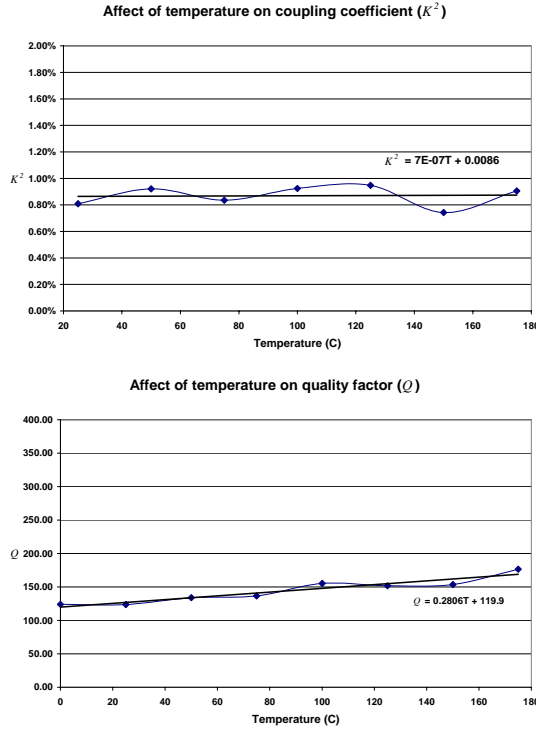 Affect of temperature on coupling coefficient (K²)
2.00%
1.80%
1.60%
1.40%
1.20%
K² = 7E-07T + 0.0086
K²
1.00%
0.80%
0.60%
0.40%
0.20%
0.00%
20 40 60 80 100 120 140 160 180
Temperature (C)
Affect of temperature on quality factor (Q)
400.00
350.00
300.00
250.00
Q
200.00
150.00
Q = 0.2806T + 119.9
100.00
50.00
0.00
0 20 40 60 80 100 120 140 160 180
Temperature (C)